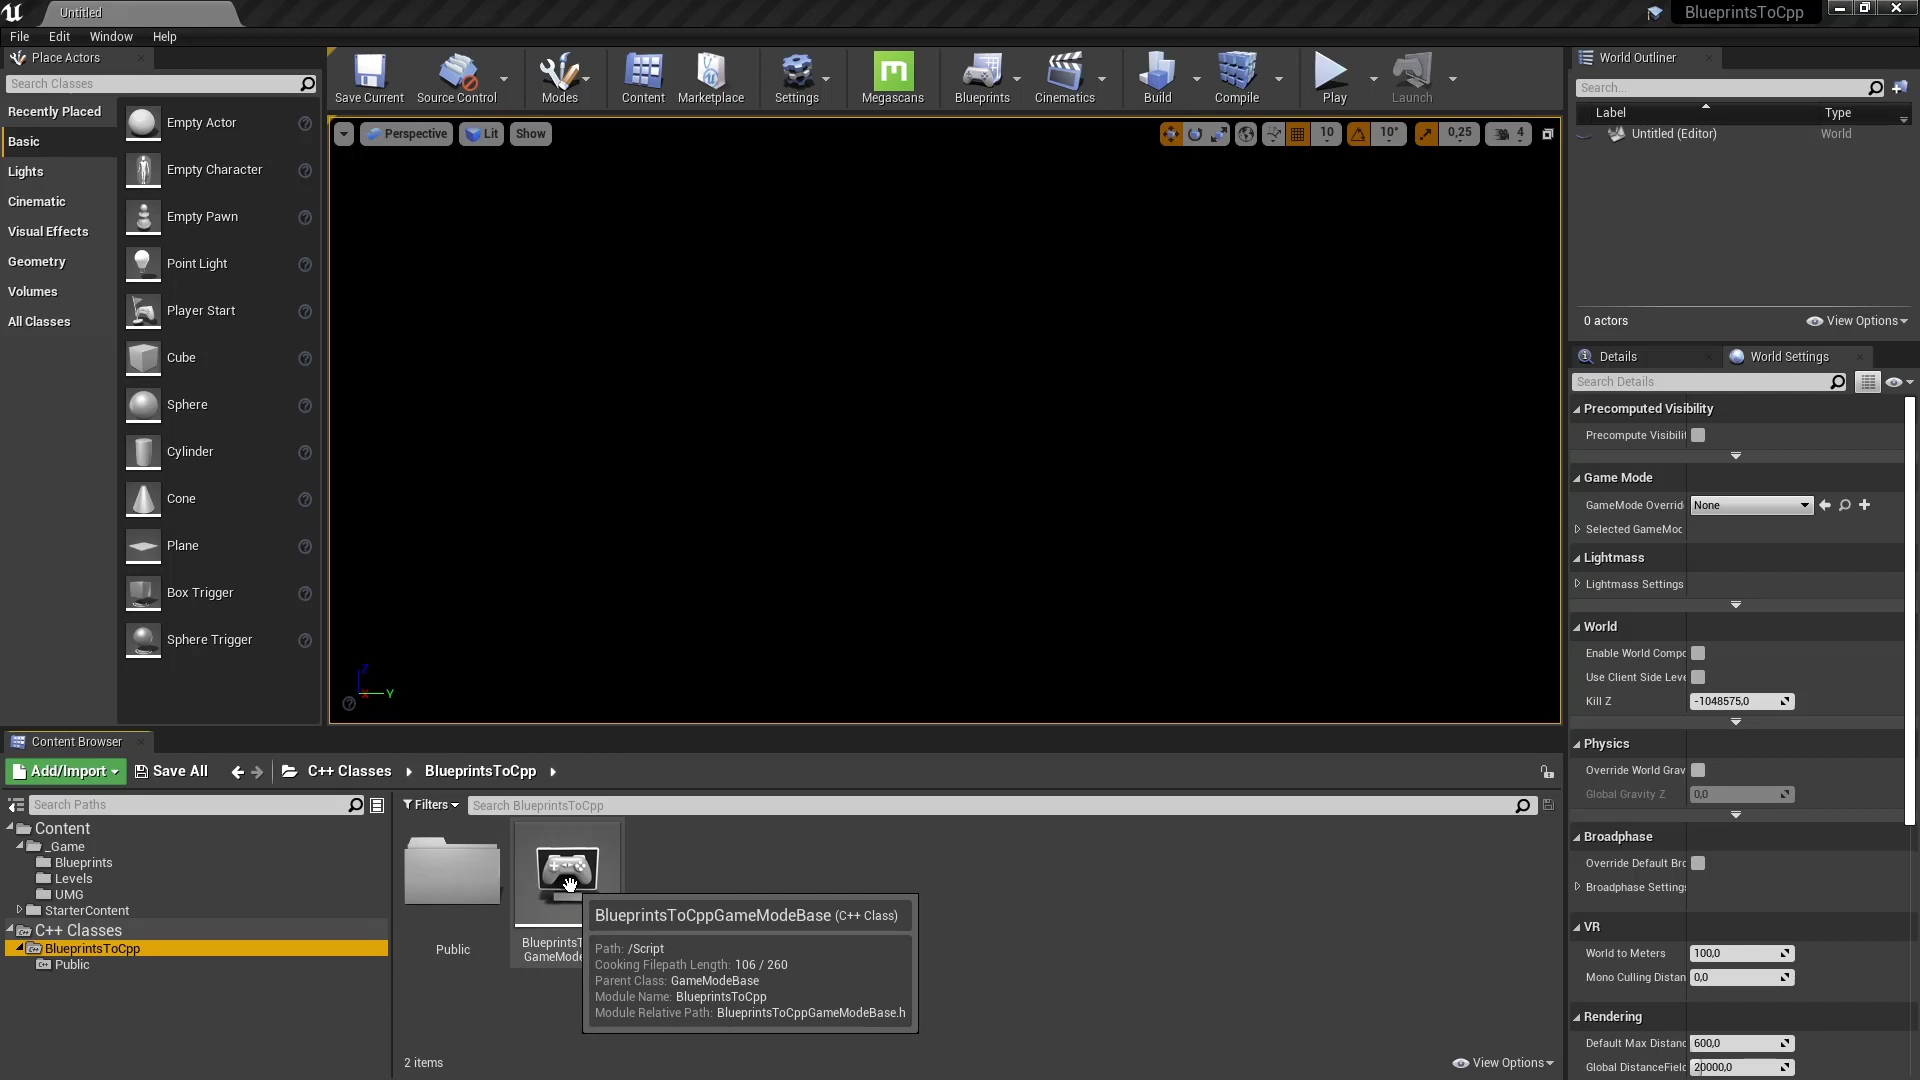 Untitled
BlueprintsToCpp
File Edit Window Help
Place Actors
Search Classes
Recently Placed
Basic
Lights
Cinematic
Visual Effects
Geometry
Volumes
All Classes
Empty Actor
Empty Character
Empty Pawn
Point Light
Player Start
Cube
Sphere
Cylinder
Cone
Plane
Box Trigger
Sphere Trigger
Save Current
Source Control
Modes
Content
Marketplace
Settings
Megascans
Blueprints
Cinematics
Build
Compile
Play
Launch
Perspective
Lit
Show
10
10°
0,25
4
Z
X
Y
World Outliner
Search...
Label
Type
Untitled (Editor)
World
0 actors
View Options
Details
World Settings
Search Details
Precomputed Visibility
Precompute Visibilit
Game Mode
GameMode Overrid
None
Selected GameMod
Lightmass
Lightmass Settings
World
Enable World Compo
Use Client Side Leve
Kill Z
-1048575,0
Physics
Override World Grav
Global Gravity Z
0,0
Broadphase
Override Default Bro
Broadphase Settings
VR
World to Meters
100,0
Mono Culling Distan
0,0
Rendering
Default Max Distanc
600,0
Global DistanceField
20000,0
Content Browser
Add/Import
Save All
C++ Classes
BlueprintsToCpp
Search Paths
Filters
Search BlueprintsToCpp
Content
_Game
Blueprints
Levels
UMG
StarterContent
C++ Classes
BlueprintsToCpp
Public
Public
BlueprintsT
GameMode
BlueprintsToCppGameModeBase (C++ Class)
Path: /Script
Cooking Filepath Length: 106 / 260
Parent Class: GameModeBase
Module Name: BlueprintsToCpp
Module Relative Path: BlueprintsToCppGameModeBase.h
2 items
View Options